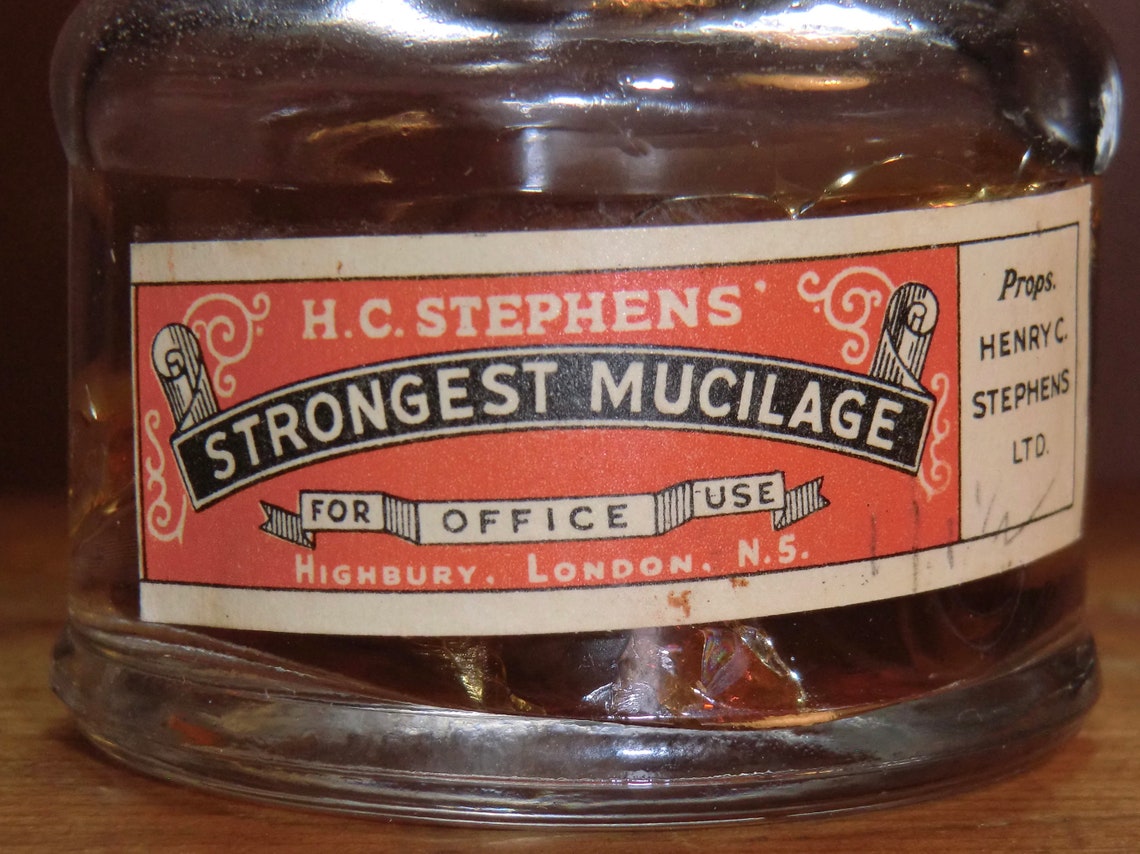 H.C. STEPHENS'
STRONGEST MUCILAGE
FOR OFFICE USE
HIGHBURY. LONDON. N.5.
Props.
HENRY C.
STEPHENS
LTD.